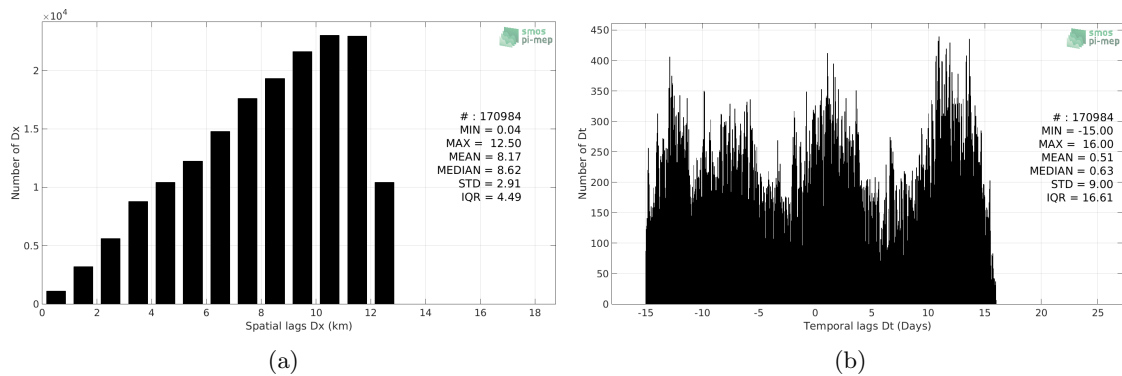 ×10⁴
2
1.5
1
0.5
0
Number of Dx
0 2 4 6 8 10 12 14 16 18
Spatial lags Dx (km)
smos
pi-mep
# : 170984
MIN = 0.04
MAX = 12.50
MEAN = 8.17
MEDIAN = 8.62
STD = 2.91
IQR = 4.49
(a)
450
400
350
300
250
200
150
100
50
0
Number of Dt
-15 -10 -5 0 5 10 15 20 25
Temporal lags Dt (Days)
smos
pi-mep
# : 170984
MIN = -15.00
MAX = 16.00
MEAN = 0.51
MEDIAN = 0.63
STD = 9.00
IQR = 16.61
(b)